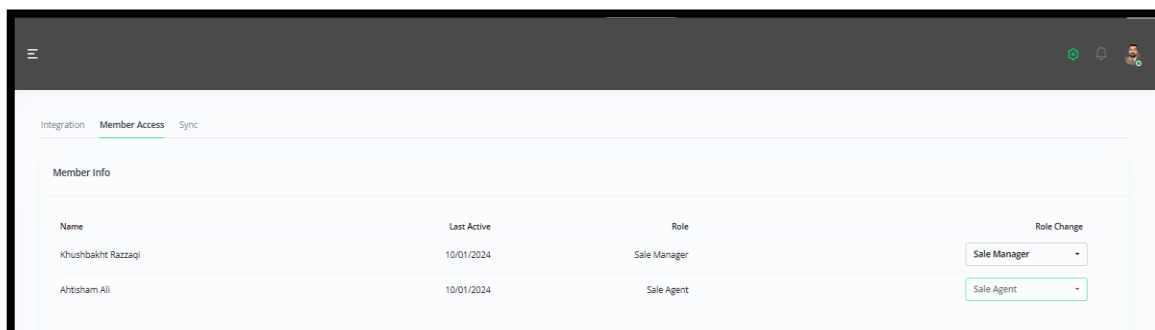 Integration Member Access Sync
Member Info
Name Last Active Role Role Change
Khushbakht Razzaqi 10/01/2024 Sale Manager Sale Manager
Ahtisham Ali 10/01/2024 Sale Agent Sale Agent